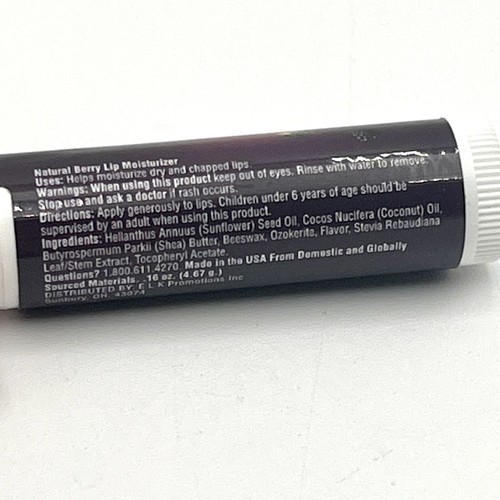 Natural Berry Lip Moisturizer
Uses: Helps moisturize dry and chapped lips.
Warnings: When using this product keep out of eyes. Rinse with water to remove.
Stop use and ask a doctor if rash occurs.
Directions: Apply generously to lips. Children under 6 years of age should be
supervised by an adult when using this product.
Ingredients: Helianthus Annuus (Sunflower) Seed Oil, Cocos Nucifera (Coconut) Oil,
Butyrospermum Parkii (Shea) Butter, Beeswax, Ozokerite, Flavor, Stevia Rebaudiana
Leaf/Stem Extract, Tocopheryl Acetate.
Questions? 1.800.611.4270. Made in the USA From Domestic and Globally
Sourced Materials. .16 oz. (4.67 g.)
DISTRIBUTED BY: E L K Promotions Inc
Sunbury, OH. 43074